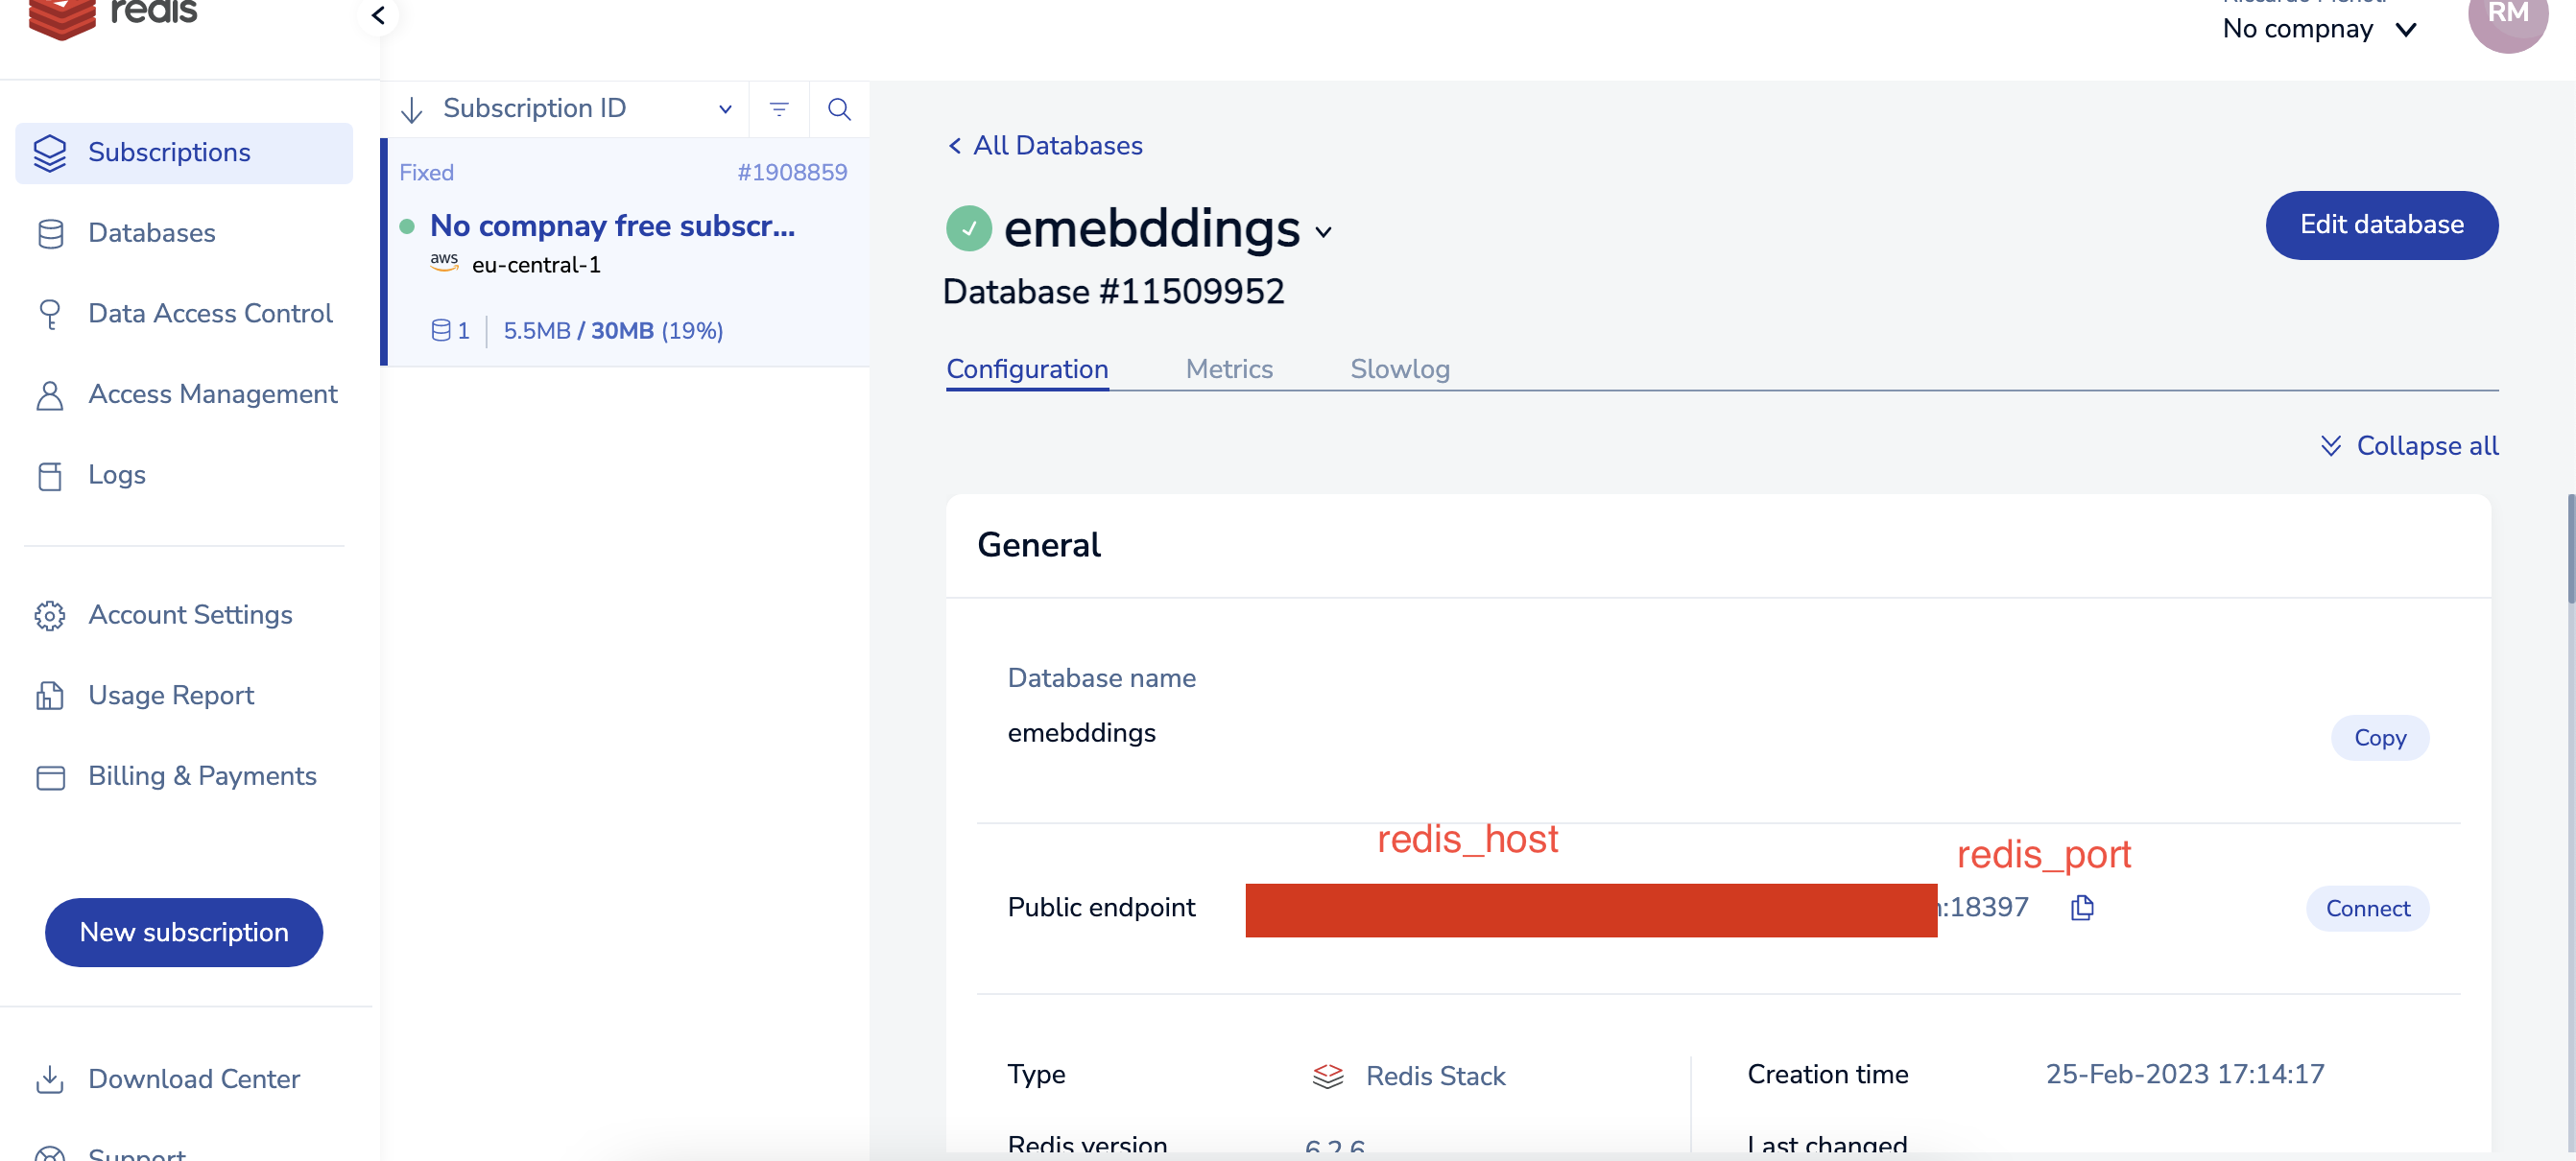 redis
No compnay
RM
Subscriptions
Databases
Data Access Control
Access Management
Logs
Account Settings
Usage Report
Billing & Payments
New subscription
Download Center
Support
Subscription ID
Fixed #1908859
No compnay free subscr...
aws eu-central-1
1 5.5MB / 30MB (19%)
< All Databases
emebddings
Edit database
Database #11509952
Configuration Metrics Slowlog
Collapse all
General
Database name
emebddings
Copy
redis_host
redis_port
Public endpoint :18397 Connect
Type Redis Stack
Creation time 25-Feb-2023 17:14:17
Redis version 6.2.6
Last changed